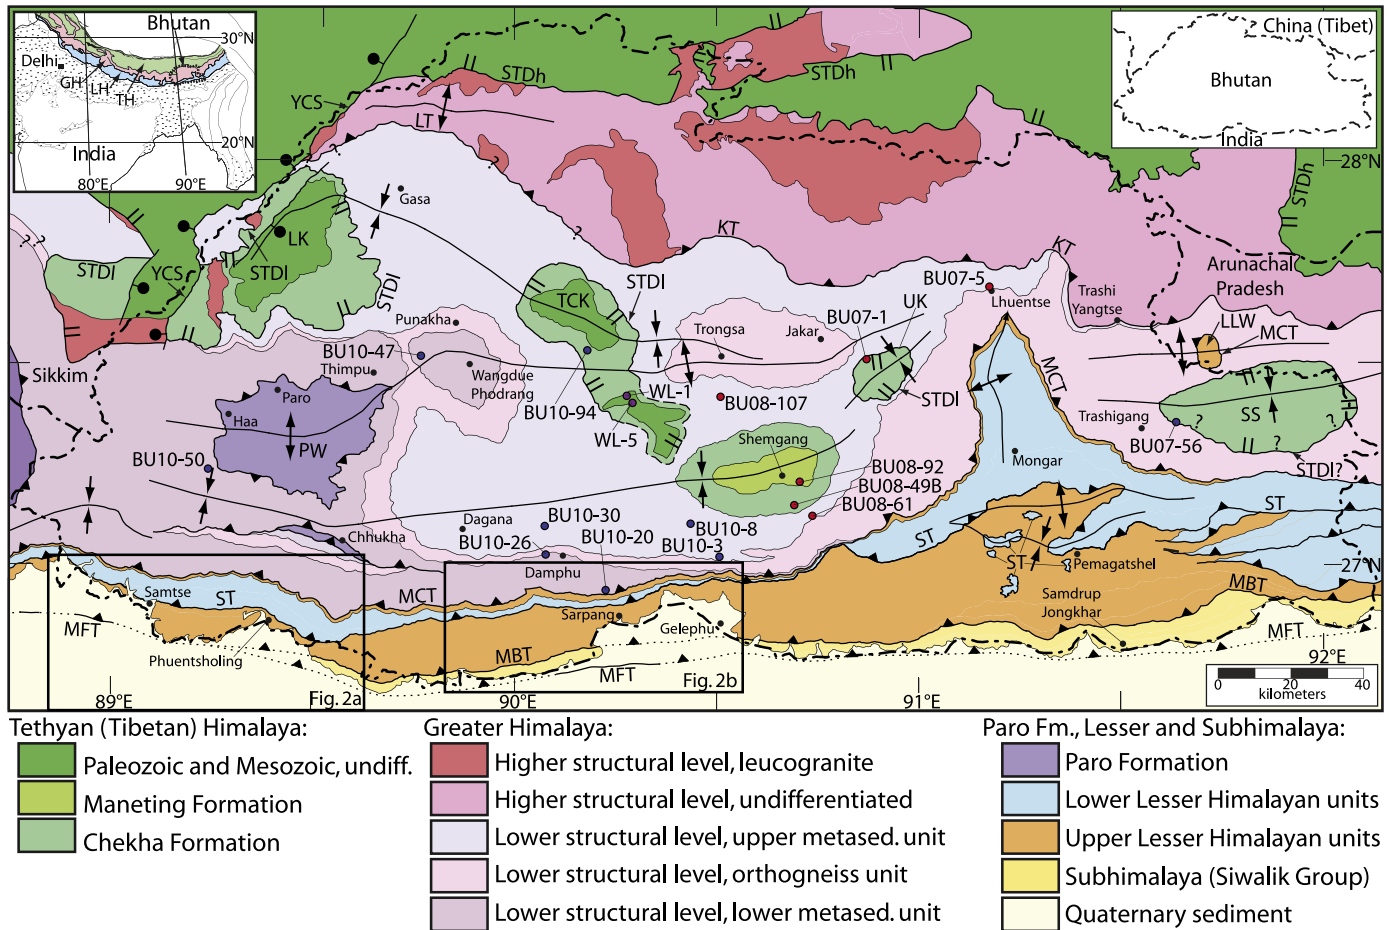 Bhutan
30°N
Delhi
GH
LH
TH
20°N
India
80°E
90°E
China (Tibet)
Bhutan
India
STDh
STDh
YCS
LT
28°N
STDh
Gasa
?
?
KT
KT
? ?
LK
STDl
STDl
YCS
STDl
STDl
TCK
BU07-5
Lhuentse
UK
Arunachal
Pradesh
Trashi
Yangtse
LLW
MCT
Punakha
Trongsa
Jakar
BU07-1
BU10-47
Thimpu
Wangdue
Phodrang
Sikkim
Paro
Haa
PW
BU10-94
WL-1
WL-5
BU08-107
STDl
MCT
Trashigang
SS
?
?
BU07-56
STDl?
Shemgang
BU10-50
Mongar
BU08-92
BU08-49B
BU08-61
Dagana
BU10-30
BU10-26
BU10-20
BU10-8
BU10-3
Chhukha
Damphu
ST
ST
ST
Pemagatshel
27°N
Samtse
ST
MCT
Sarpang
Gelephu
Samdrup
Jongkhar
MBT
MFT
Phuentsholing
MBT
MFT
MFT
92°E
Fig. 2a
Fig. 2b
89°E
90°E
91°E
0 20 40
kilometers
Tethyan (Tibetan) Himalaya:
Paleozoic and Mesozoic, undiff.
Maneting Formation
Chekha Formation
Greater Himalaya:
Higher structural level, leucogranite
Higher structural level, undifferentiated
Lower structural level, upper metased. unit
Lower structural level, orthogneiss unit
Lower structural level, lower metased. unit
Paro Fm., Lesser and Subhimalaya:
Paro Formation
Lower Lesser Himalayan units
Upper Lesser Himalayan units
Subhimalaya (Siwalik Group)
Quaternary sediment